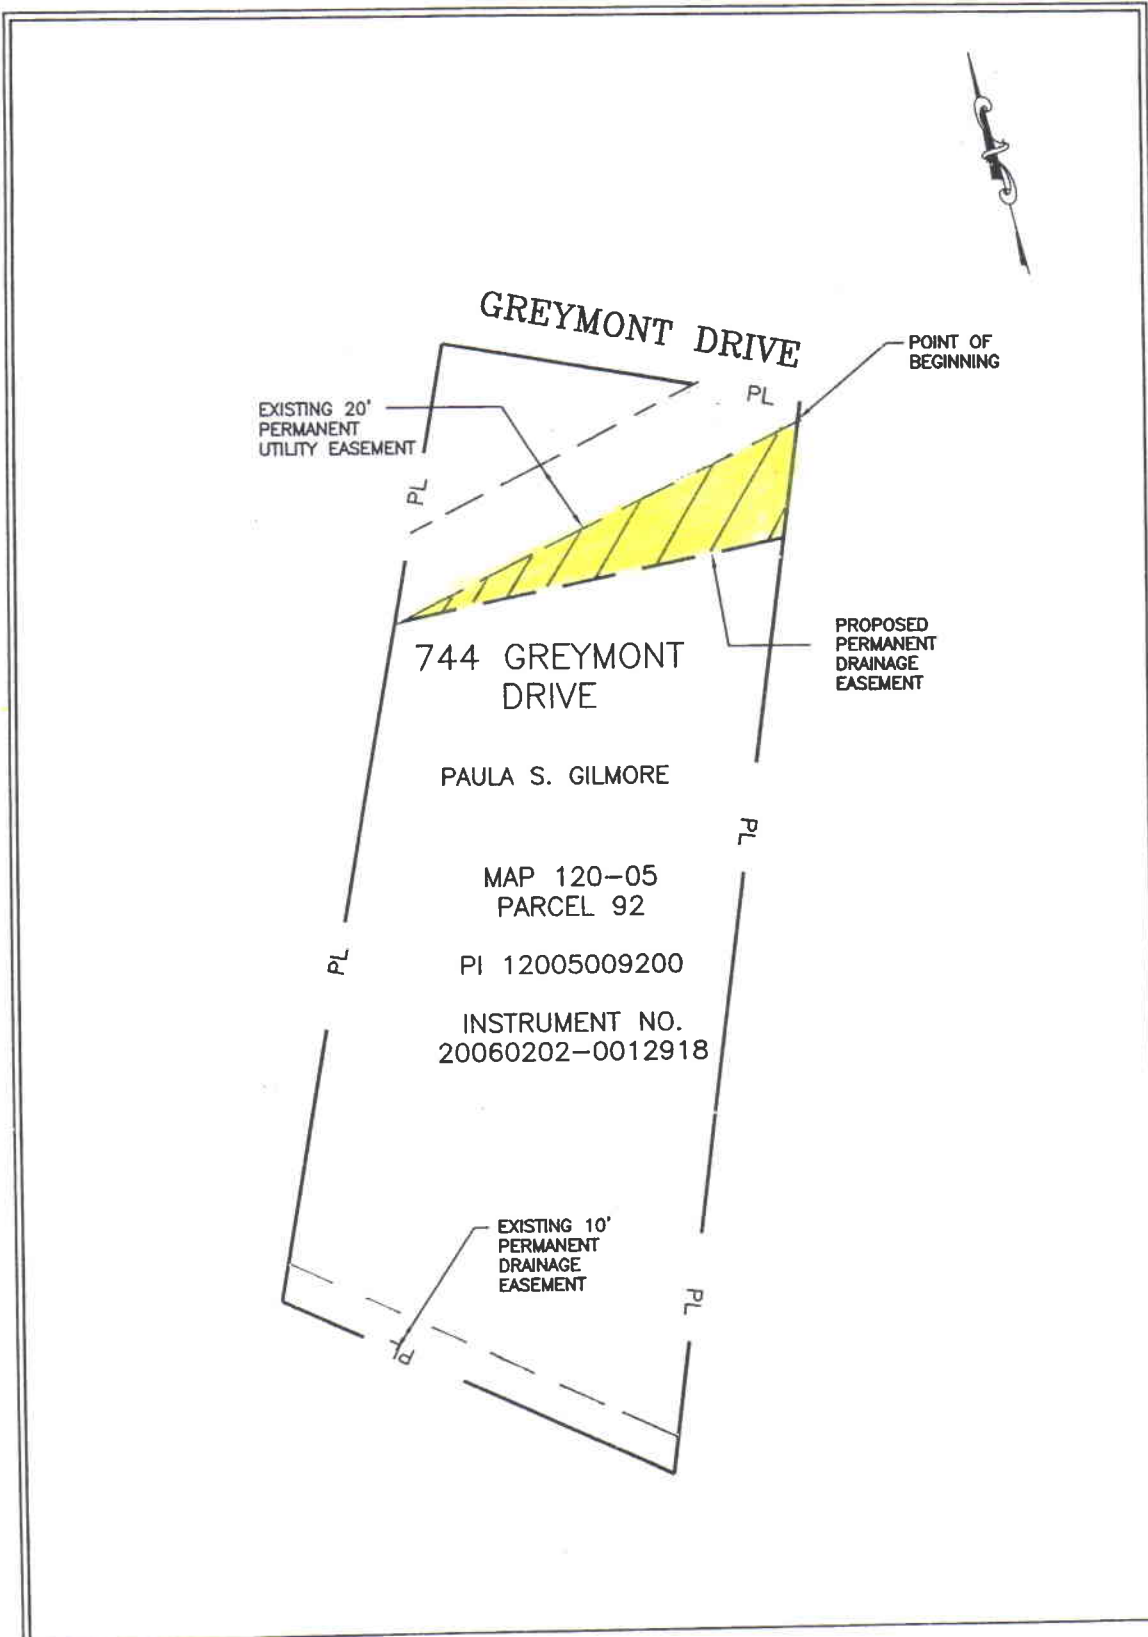 GREYMONT DRIVE
POINT OF
BEGINNING
PL
EXISTING 20'
PERMANENT
UTILITY EASEMENT
PL
PROPOSED
PERMANENT
DRAINAGE
EASEMENT
744 GREYMONT
DRIVE
PAULA S. GILMORE
PL
MAP 120-05
PARCEL 92
PL
PI 12005009200
INSTRUMENT NO.
20060202-0012918
EXISTING 10'
PERMANENT
DRAINAGE
EASEMENT
PL
PL